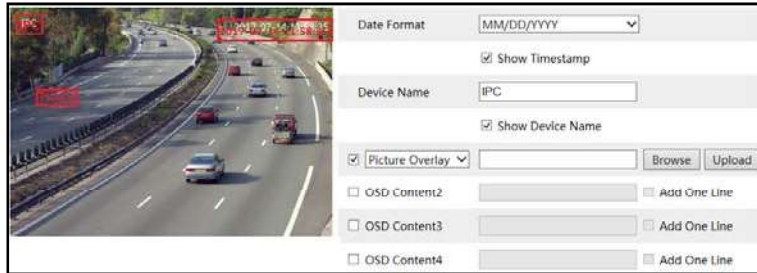 IPC
Date Format MM/DD/YYYY
Show Timestamp
Device Name IPC
Show Device Name
Picture Overlay Browse Upload
OSD Content2 Add One Line
OSD Content3 Add One Line
OSD Content4 Add One Line